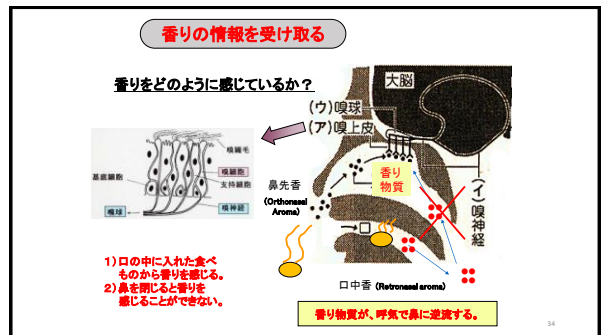 香りの情報を受け取る
香りをどのように感じているか？
大脳
(ウ)嗅球
(ア)嗅上皮
(イ)嗅神経
香り
物質
嗅繊毛
嗅細胞
基底細胞
支持細胞
嗅神経
嗅球
鼻先香
(Orthonasal
Aroma)
口
1）口の中に入れた食べ
ものから香りを感じる。
2）鼻を閉じると香りを
感じることができない。
口中香 (Retronasal aroma)
香り物質が、呼気で鼻に逆流する。
34